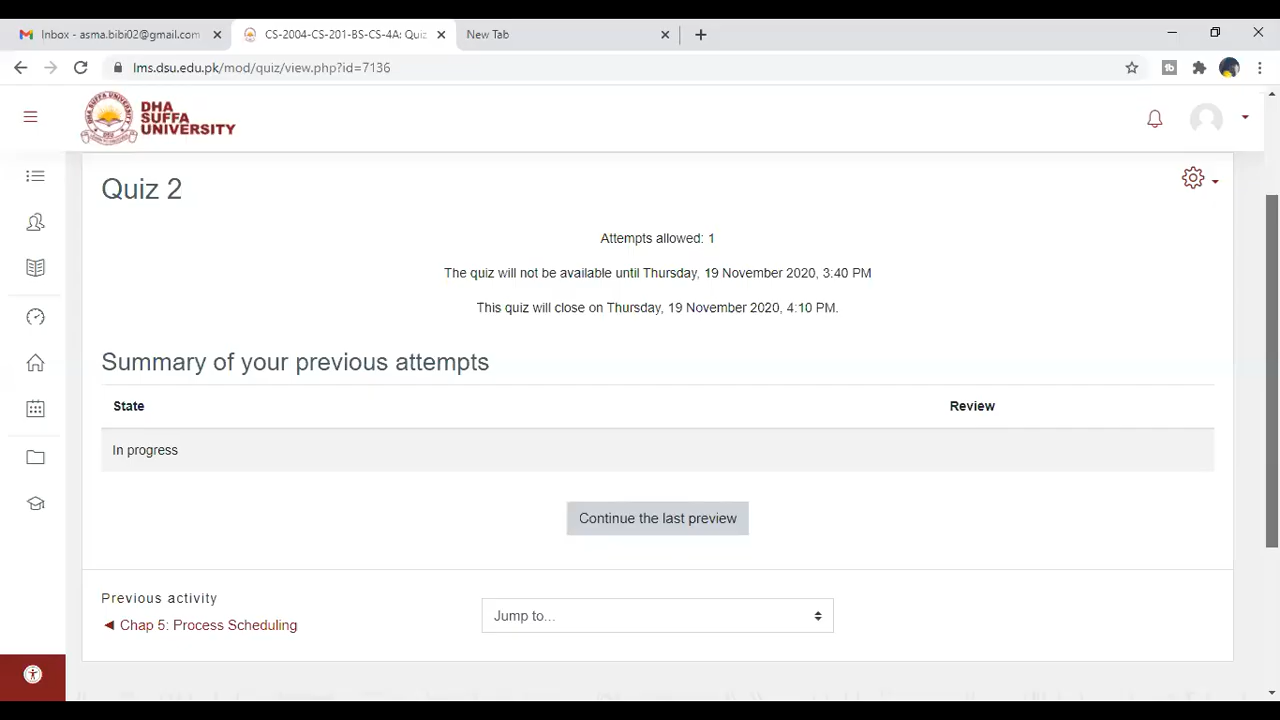 Inbox - asma.bibi02@gmail.com
CS-2004-CS-201-BS-CS-4A: Quiz
New Tab
lms.dsu.edu.pk/mod/quiz/view.php?id=7136
DHA
SUFFA
UNIVERSITY
Quiz 2
Attempts allowed: 1
The quiz will not be available until Thursday, 19 November 2020, 3:40 PM
This quiz will close on Thursday, 19 November 2020, 4:10 PM.
Summary of your previous attempts
State Review
In progress
Continue the last preview
Previous activity
◄ Chap 5: Process Scheduling
Jump to...